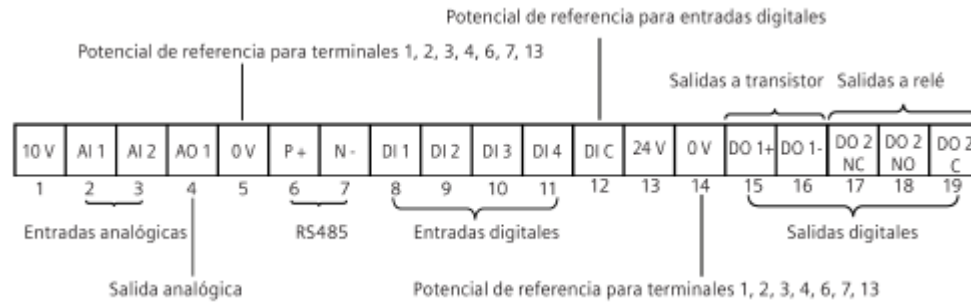 Potencial de referencia para entradas digitales
Potencial de referencia para terminales 1, 2, 3, 4, 6, 7, 13
Salidas a transistor Salidas a relé
10 V AI 1 AI 2 AO 1 0 V P + N - DI 1 DI 2 DI 3 DI 4 DI C 24 V 0 V DO 1+ DO 1- DO 2 NC DO 2 NO DO 2 C
1 2 3 4 5 6 7 8 9 10 11 12 13 14 15 16 17 18 19
Entradas analógicas RS485 Entradas digitales Salidas digitales
Salida analógica Potencial de referencia para terminales 1, 2, 3, 4, 6, 7, 13